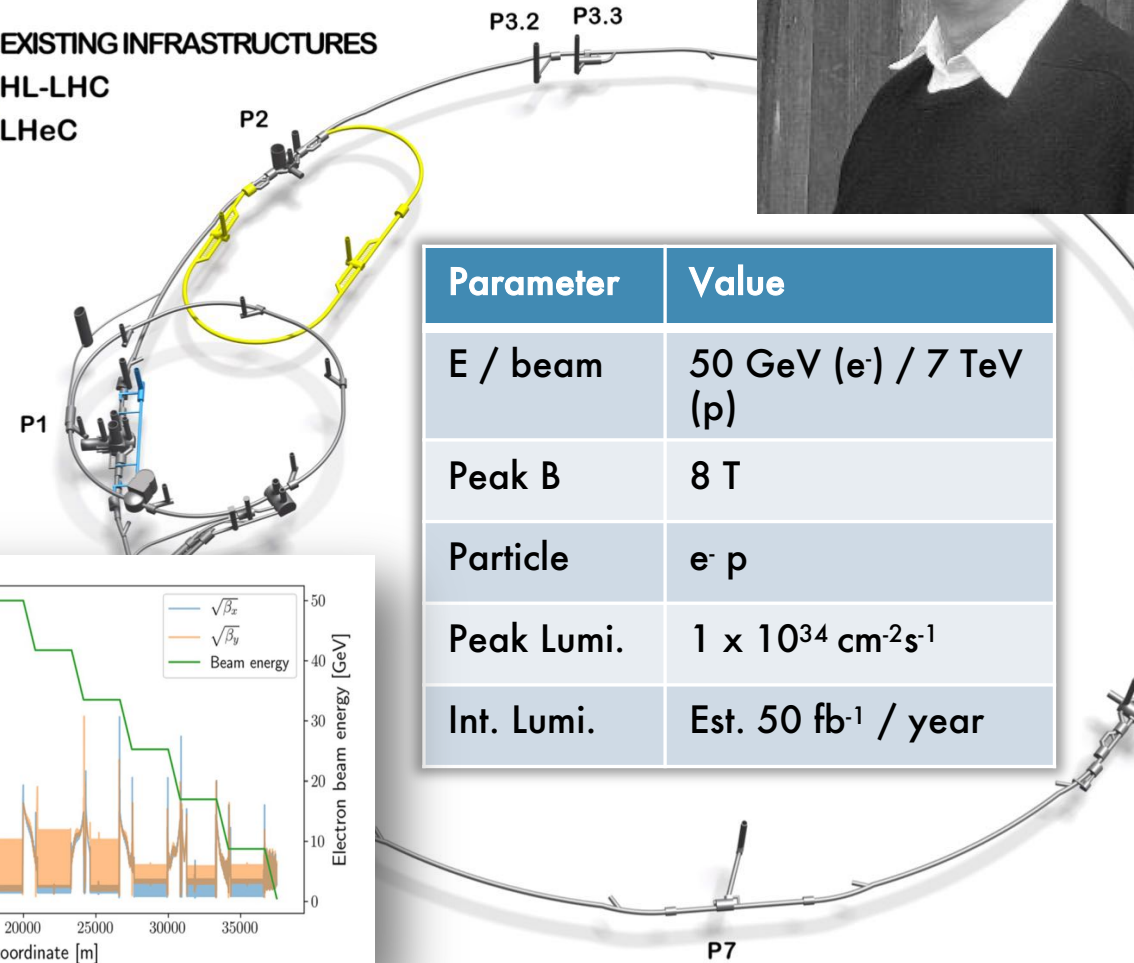 EXISTING INFRASTRUCTURES
HL-LHC
LHeC
P3.2
P3.3
P2
P1
Parameter Value
E / beam 50 GeV (e-) / 7 TeV
(p)
Peak B 8 T
Particle e- p
Peak Lumi. 1 x 10³⁴ cm⁻²s⁻¹
Int. Lumi. Est. 50 fb⁻¹ / year
√βx
√βy
Beam energy
50
40
30
20
10
0
Electron beam energy [GeV]
20000 25000 30000 35000
oordinate [m]
P7